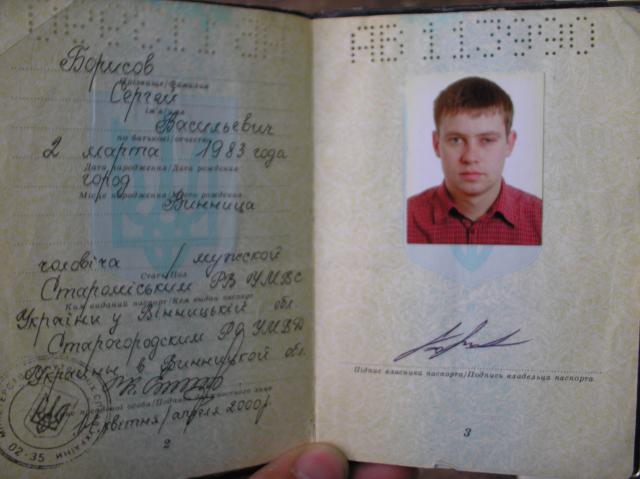 Борисов
Прізвище/Фамилия
Сергей
ім'я/имя
Васильевич
по батькові/отчество
2 марта 1983 года
Дата народження/Дата рождения
город
Місце народження/Место рождения
Винница
чоловіча / мужской
Стать/Пол
Староміським РВ УМВС
Ким виданий паспорт/Кем выдан паспорт
України у Вінницькій обл.
Старогородским РО УМВД
Украины в Винницкой обл.
квітня/апреля 2000
02-35
2
АВ 113990
Підпис власника паспорта/Подпись владельца паспорта
3